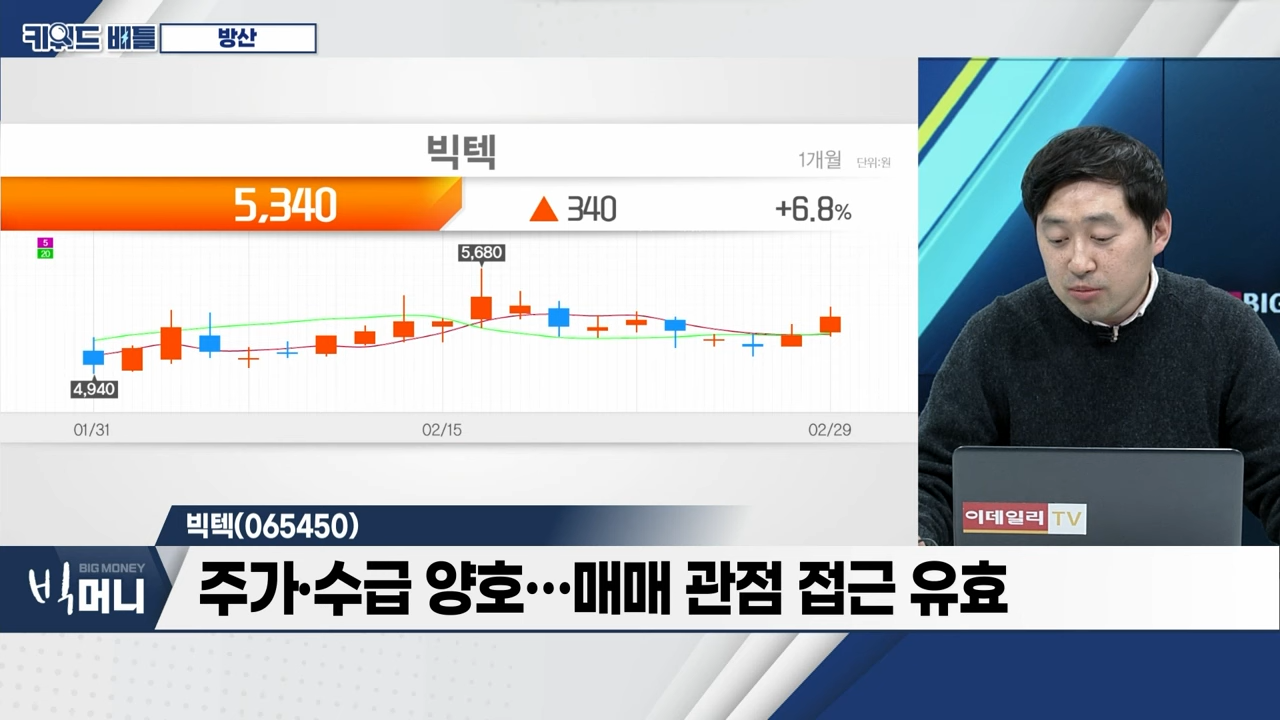 키워드 배틀
방산
빅텍
1개월 단위:원
5,340
▲ 340
+6.8%
5
20
5,680
4,940
01/31
02/15
02/29
BIG
이데일리 TV
빅텍(065450)
BIG MONEY
빅머니
주가·수급 양호…매매 관점 접근 유효